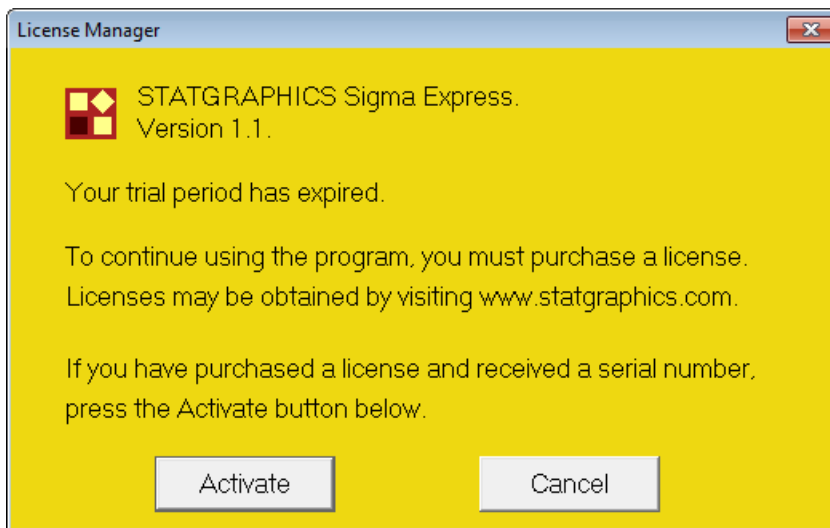 License Manager
STATGRAPHICS Sigma Express.
Version 1.1.
Your trial period has expired.
To continue using the program, you must purchase a license.
Licenses may be obtained by visiting www.statgraphics.com.
If you have purchased a license and received a serial number,
press the Activate button below.
Activate
Cancel